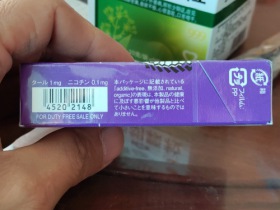 タール1mg ニコチン0.1mg
4520 2148
FOR DUTY FREE SALE ONLY
本パッケージに記載されている
「additive-free, 無添加, natural,
organic」の表現は、本製品の健康
に及ぼす悪影響が他製品と比べ
て小さいことを意味するものでは
ありません。
PP